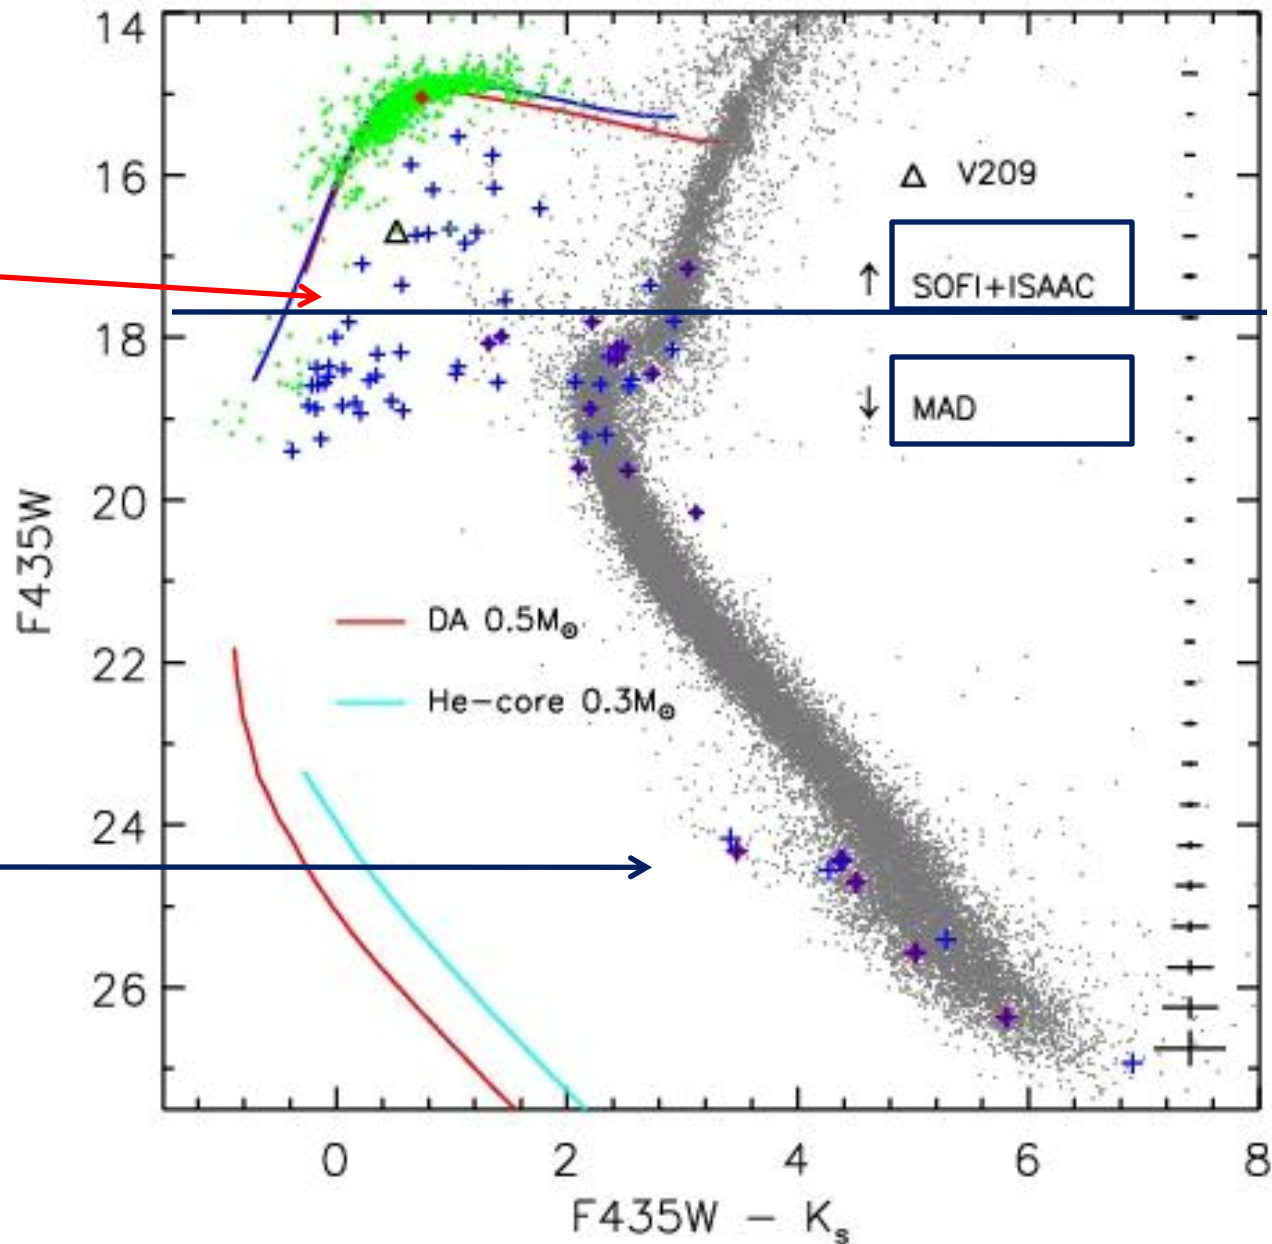 14
16
18
20
22
24
26
F435W
△ V209
↑ SOFI+ISAAC
↓ MAD
DA 0.5M☉
He-core 0.3M☉
0 2 4 6 8
F435W − Kₛ